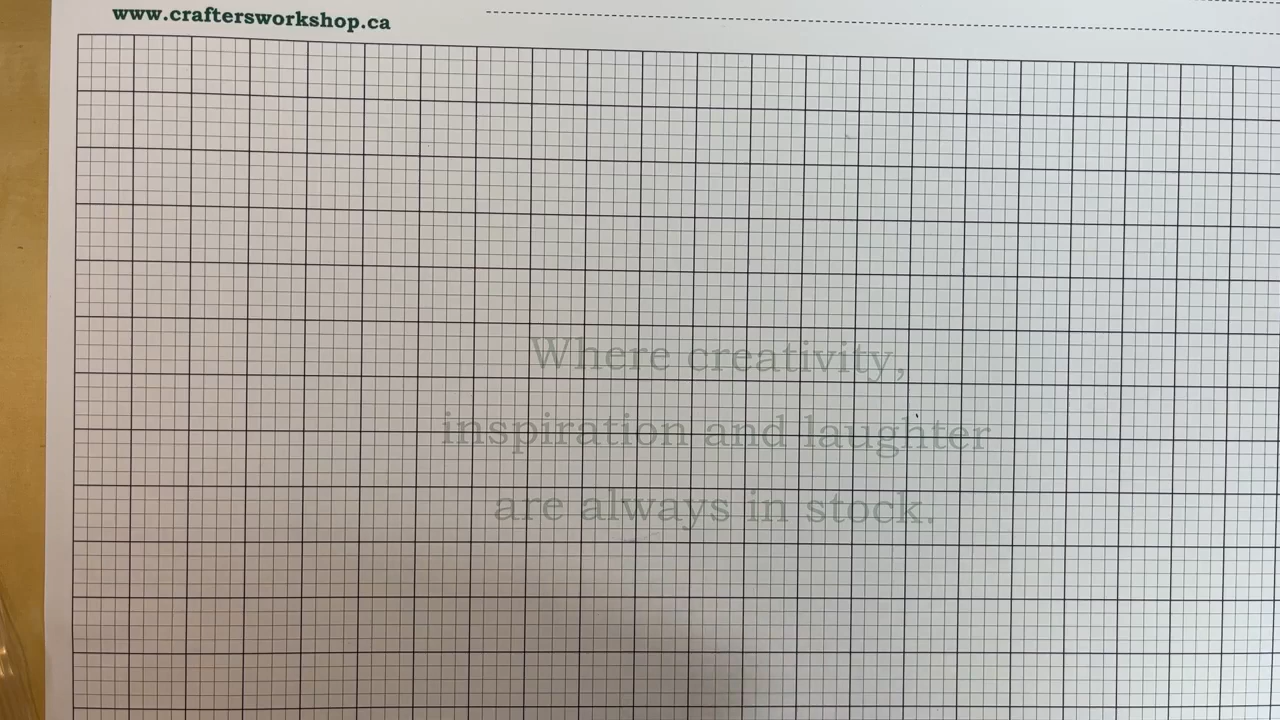 www.craftersworkshop.ca
Where creativity,
inspiration and laughter
are always in stock.